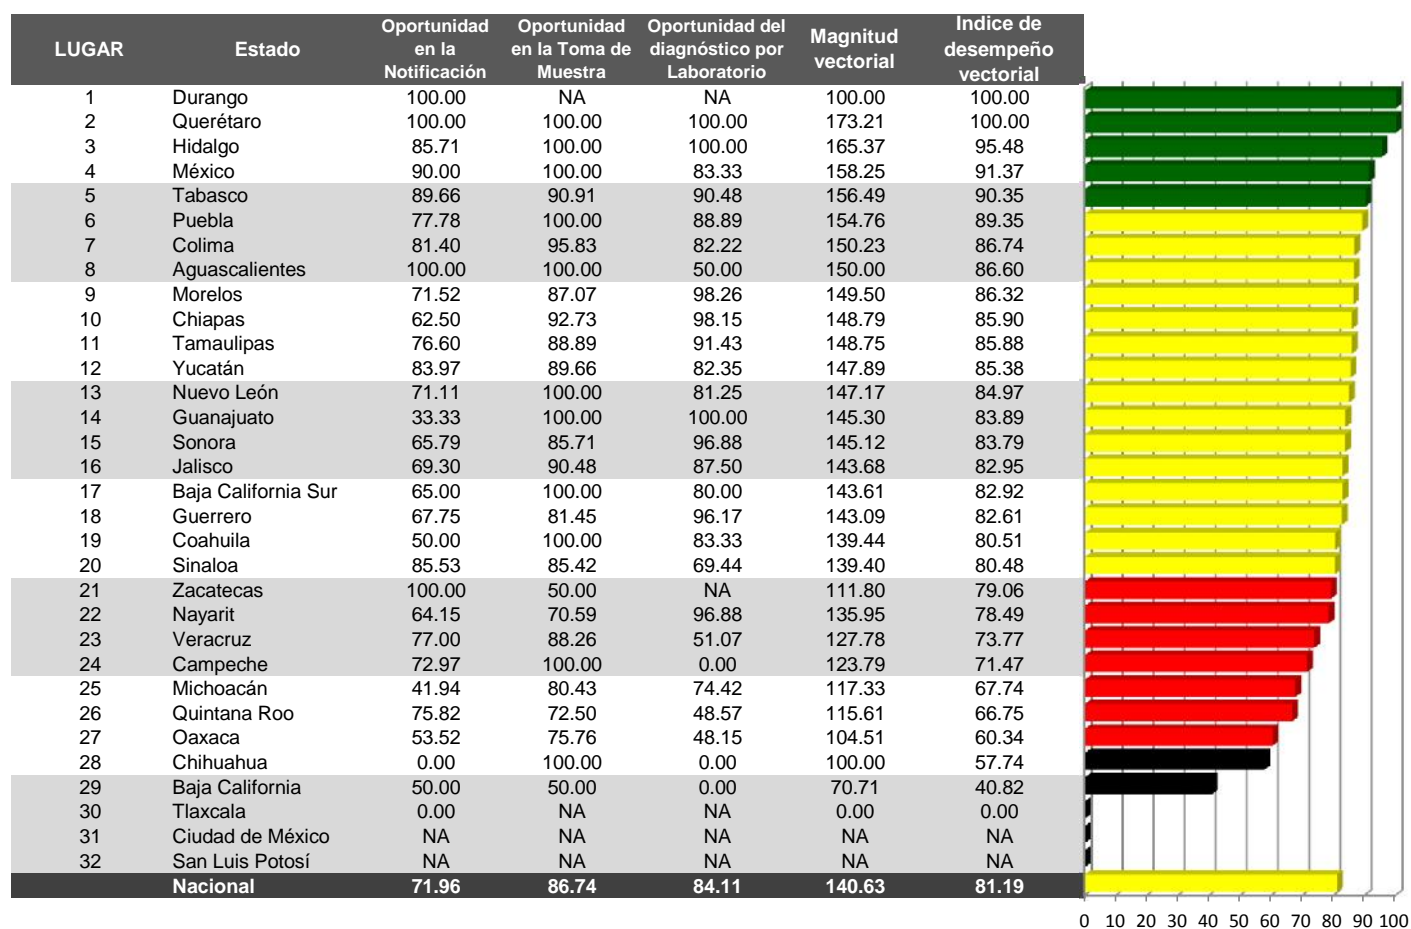 LUGAR Estado Oportunidad en la Notificación Oportunidad en la Toma de Muestra Oportunidad del diagnóstico por Laboratorio Magnitud vectorial Indice de desempeño vectorial
1 Durango 100.00 NA NA 100.00 100.00
2 Querétaro 100.00 100.00 100.00 173.21 100.00
3 Hidalgo 85.71 100.00 100.00 165.37 95.48
4 México 90.00 100.00 83.33 158.25 91.37
5 Tabasco 89.66 90.91 90.48 156.49 90.35
6 Puebla 77.78 100.00 88.89 154.76 89.35
7 Colima 81.40 95.83 82.22 150.23 86.74
8 Aguascalientes 100.00 100.00 50.00 150.00 86.60
9 Morelos 71.52 87.07 98.26 149.50 86.32
10 Chiapas 62.50 92.73 98.15 148.79 85.90
11 Tamaulipas 76.60 88.89 91.43 148.75 85.88
12 Yucatán 83.97 89.66 82.35 147.89 85.38
13 Nuevo León 71.11 100.00 81.25 147.17 84.97
14 Guanajuato 33.33 100.00 100.00 145.30 83.89
15 Sonora 65.79 85.71 96.88 145.12 83.79
16 Jalisco 69.30 90.48 87.50 143.68 82.95
17 Baja California Sur 65.00 100.00 80.00 143.61 82.92
18 Guerrero 67.75 81.45 96.17 143.09 82.61
19 Coahuila 50.00 100.00 83.33 139.44 80.51
20 Sinaloa 85.53 85.42 69.44 139.40 80.48
21 Zacatecas 100.00 50.00 NA 111.80 79.06
22 Nayarit 64.15 70.59 96.88 135.95 78.49
23 Veracruz 77.00 88.26 51.07 127.78 73.77
24 Campeche 72.97 100.00 0.00 123.79 71.47
25 Michoacán 41.94 80.43 74.42 117.33 67.74
26 Quintana Roo 75.82 72.50 48.57 115.61 66.75
27 Oaxaca 53.52 75.76 48.15 104.51 60.34
28 Chihuahua 0.00 100.00 0.00 100.00 57.74
29 Baja California 50.00 50.00 0.00 70.71 40.82
30 Tlaxcala 0.00 NA NA 0.00 0.00
31 Ciudad de México NA NA NA NA NA
32 San Luis Potosí NA NA NA NA NA
Nacional 71.96 86.74 84.11 140.63 81.19
0 10 20 30 40 50 60 70 80 90 100